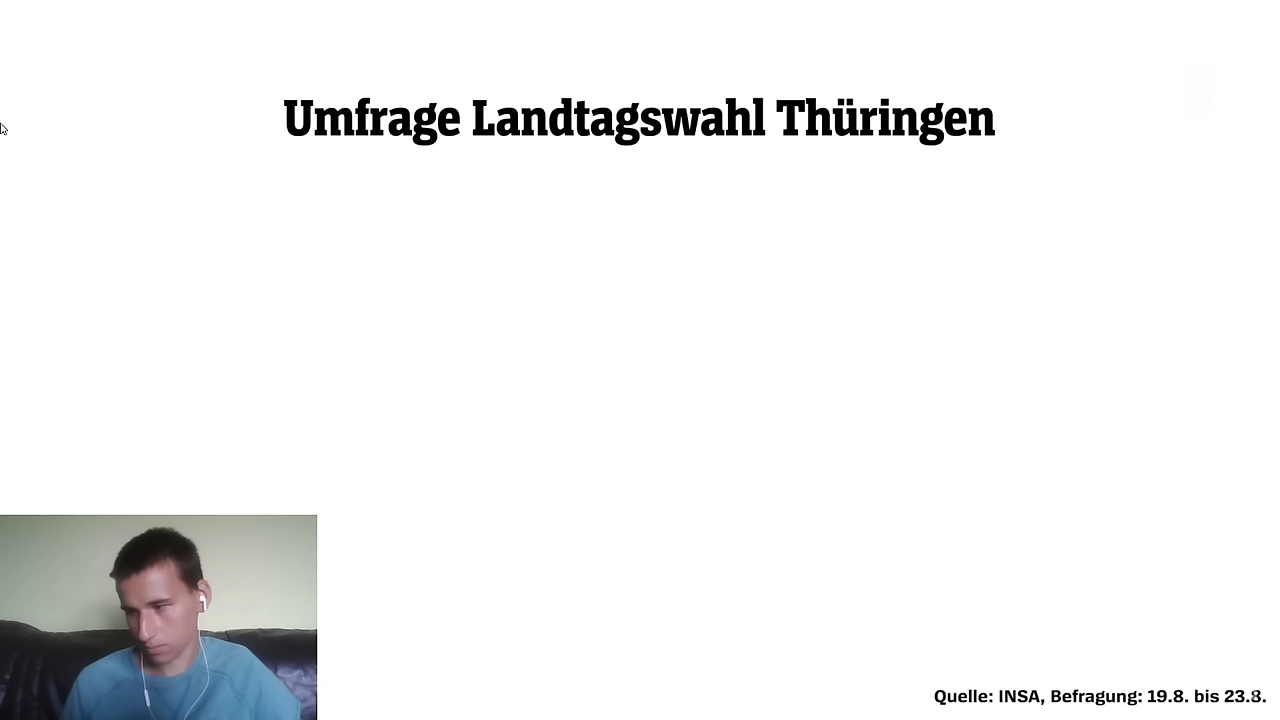 Umfrage Landtagswahl Thüringen
Quelle: INSA, Befragung: 19.8. bis 23.8.